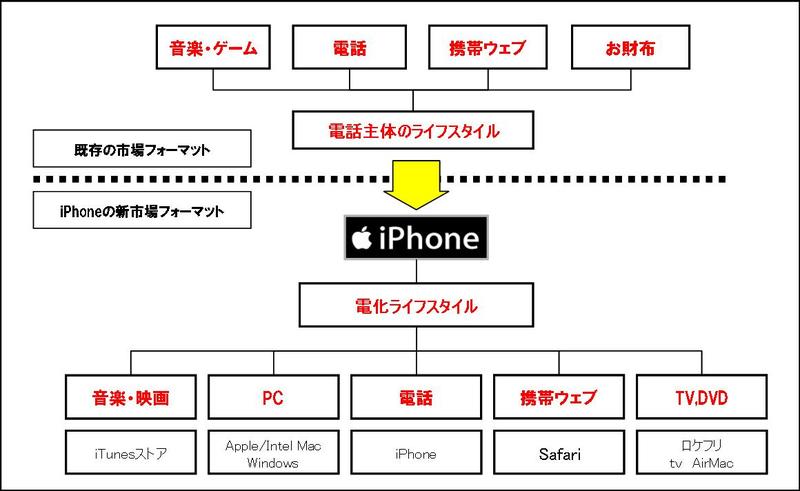 音楽・ゲーム
電話
携帯ウェブ
お財布
電話主体のライフスタイル
既存の市場フォーマット
iPhoneの新市場フォーマット
iPhone
電化ライフスタイル
音楽・映画
PC
電話
携帯ウェブ
TV,DVD
iTunesストア
Apple/Intel Mac
Windows
iPhone
Safari
ロケフリ
tv AirMac